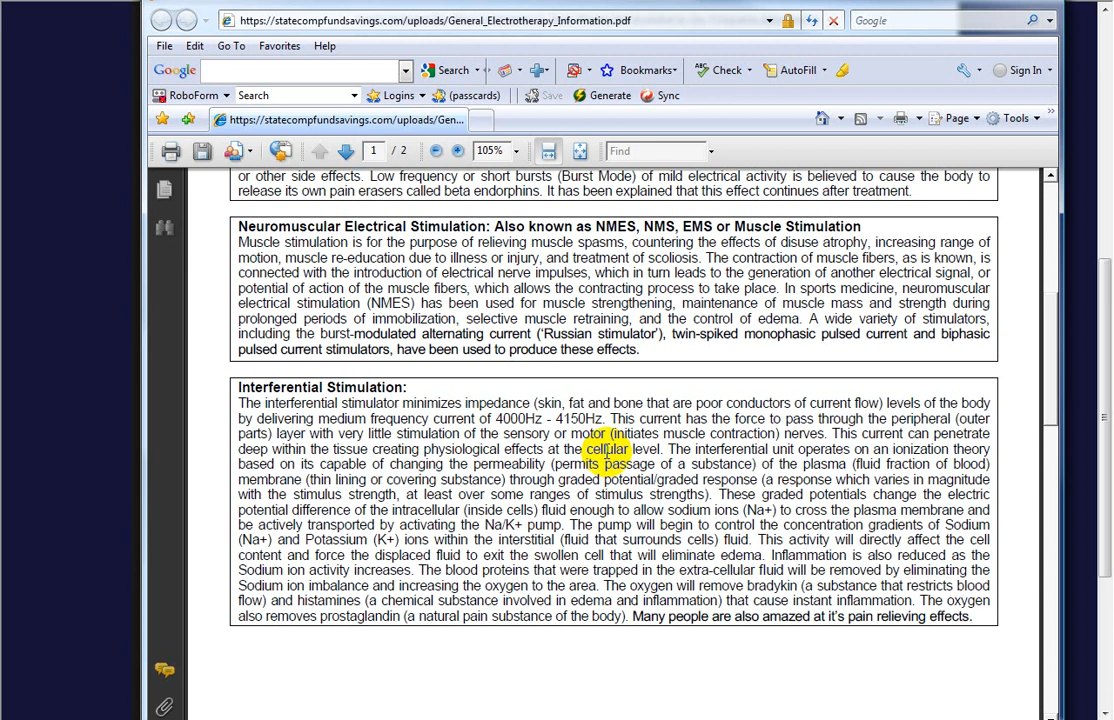 https://statecompfundsavings.com/uploads/General_Electrotherapy_Information.pdf
Google
File Edit Go To Favorites Help
Google Search Bookmarks Check AutoFill Sign In
RoboForm Search Logins (passcards) Save Generate Sync
https://statecompfundsavings.com/uploads/Gen... Page Tools
1 / 2 105% Find
or other side effects. Low frequency or short bursts (Burst Mode) of mild electrical activity is believed to cause the body to
release its own pain erasers called beta endorphins. It has been explained that this effect continues after treatment.
Neuromuscular Electrical Stimulation: Also known as NMES, NMS, EMS or Muscle Stimulation
Muscle stimulation is for the purpose of relieving muscle spasms, countering the effects of disuse atrophy, increasing range of
motion, muscle re-education due to illness or injury, and treatment of scoliosis. The contraction of muscle fibers, as is known, is
connected with the introduction of electrical nerve impulses, which in turn leads to the generation of another electrical signal, or
potential of action of the muscle fibers, which allows the contracting process to take place. In sports medicine, neuromuscular
electrical stimulation (NMES) has been used for muscle strengthening, maintenance of muscle mass and strength during
prolonged periods of immobilization, selective muscle retraining, and the control of edema. A wide variety of stimulators,
including the burst-modulated alternating current (‘Russian stimulator’), twin-spiked monophasic pulsed current and biphasic
pulsed current stimulators, have been used to produce these effects.
Interferential Stimulation:
The interferential stimulator minimizes impedance (skin, fat and bone that are poor conductors of current flow) levels of the body
by delivering medium frequency current of 4000Hz - 4150Hz. This current has the force to pass through the peripheral (outer
parts) layer with very little stimulation of the sensory or motor (initiates muscle contraction) nerves. This current can penetrate
deep within the tissue creating physiological effects at the cellular level. The interferential unit operates on an ionization theory
based on its capable of changing the permeability (permits passage of a substance) of the plasma (fluid fraction of blood)
membrane (thin lining or covering substance) through graded potential/graded response (a response which varies in magnitude
with the stimulus strength, at least over some ranges of stimulus strengths). These graded potentials change the electric
potential difference of the intracellular (inside cells) fluid enough to allow sodium ions (Na+) to cross the plasma membrane and
be actively transported by activating the Na/K+ pump. The pump will begin to control the concentration gradients of Sodium
(Na+) and Potassium (K+) ions within the interstitial (fluid that surrounds cells) fluid. This activity will directly affect the cell
content and force the displaced fluid to exit the swollen cell that will eliminate edema. Inflammation is also reduced as the
Sodium ion activity increases. The blood proteins that were trapped in the extra-cellular fluid will be removed by eliminating the
Sodium ion imbalance and increasing the oxygen to the area. The oxygen will remove bradykin (a substance that restricts blood
flow) and histamines (a chemical substance involved in edema and inflammation) that cause instant inflammation. The oxygen
also removes prostaglandin (a natural pain substance of the body). Many people are also amazed at it’s pain relieving effects.